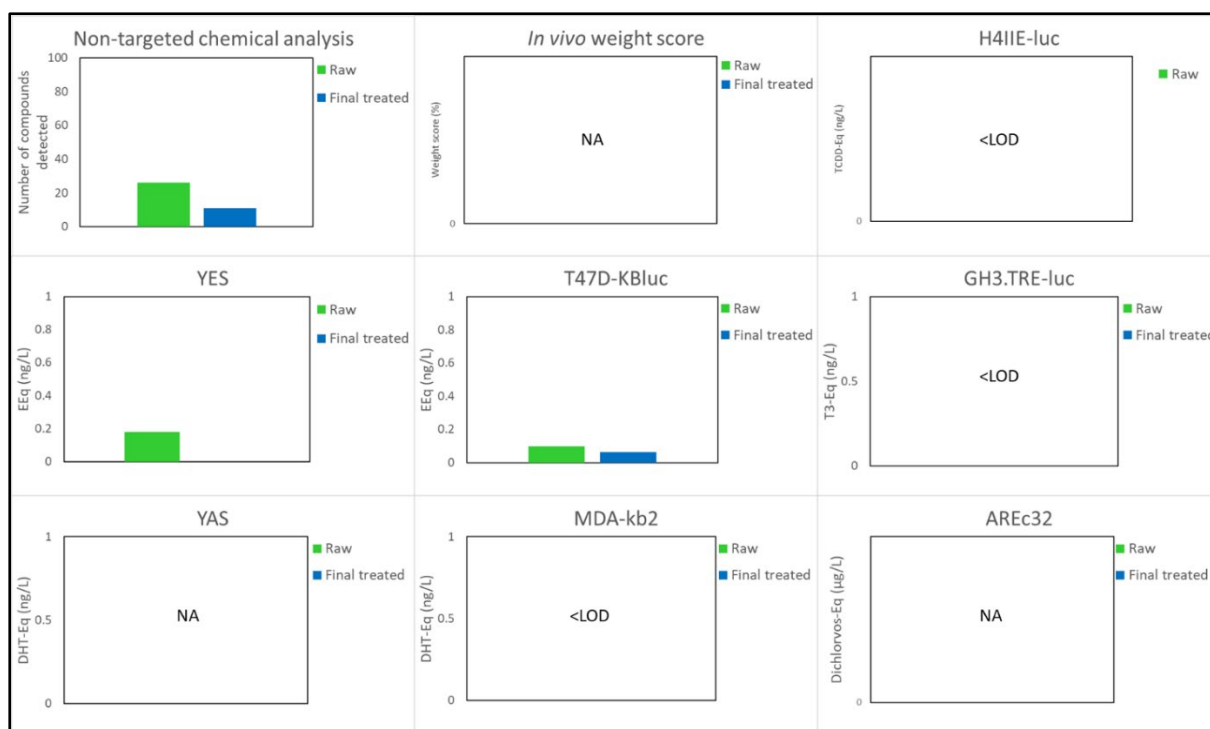 Non-targeted chemical analysis
Number of compounds
detected
100
80
60
40
20
0
Raw
Final treated
In vivo weight score
Weight score (%)
0
NA
Raw
Final treated
H4IIE-luc
TCDD-Eq (ng/L)
0
<LOD
Raw
YES
EEq (ng/L)
1
0.8
0.6
0.4
0.2
0
Raw
Final treated
T47D-KBluc
EEq (ng/L)
1
0.8
0.6
0.4
0.2
0
Raw
Final treated
GH3.TRE-luc
T3-Eq (ng/L)
1
0.5
0
<LOD
Raw
Final treated
YAS
DHT-Eq (ng/L)
1
0.5
0
NA
Raw
Final treated
MDA-kb2
DHT-Eq (ng/L)
1
0.5
0
<LOD
Raw
Final treated
AREc32
Dichlorvos-Eq (µg/L)
0
NA
Raw
Final treated